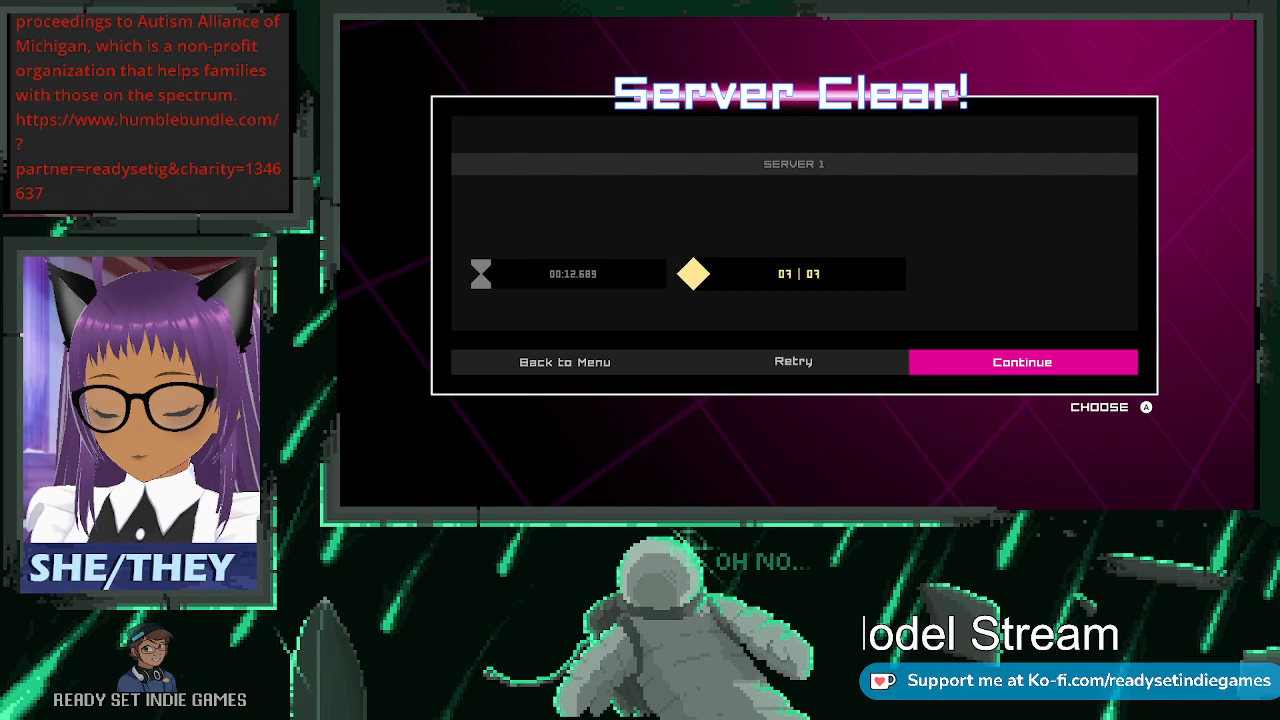 proceedings to Autism Alliance of
Michigan, which is a non-profit
organization that helps families
with those on the spectrum.
https://www.humblebundle.com/
?
partner=readysetig&charity=1346
637
Server Clear!
SERVER 1
00:12.689
07 | 07
Back to Menu
Retry
Continue
CHOOSE A
SHE/THEY
READY SET INDIE GAMES
OH NO...
odel Stream
Support me at Ko-fi.com/readysetindiegames